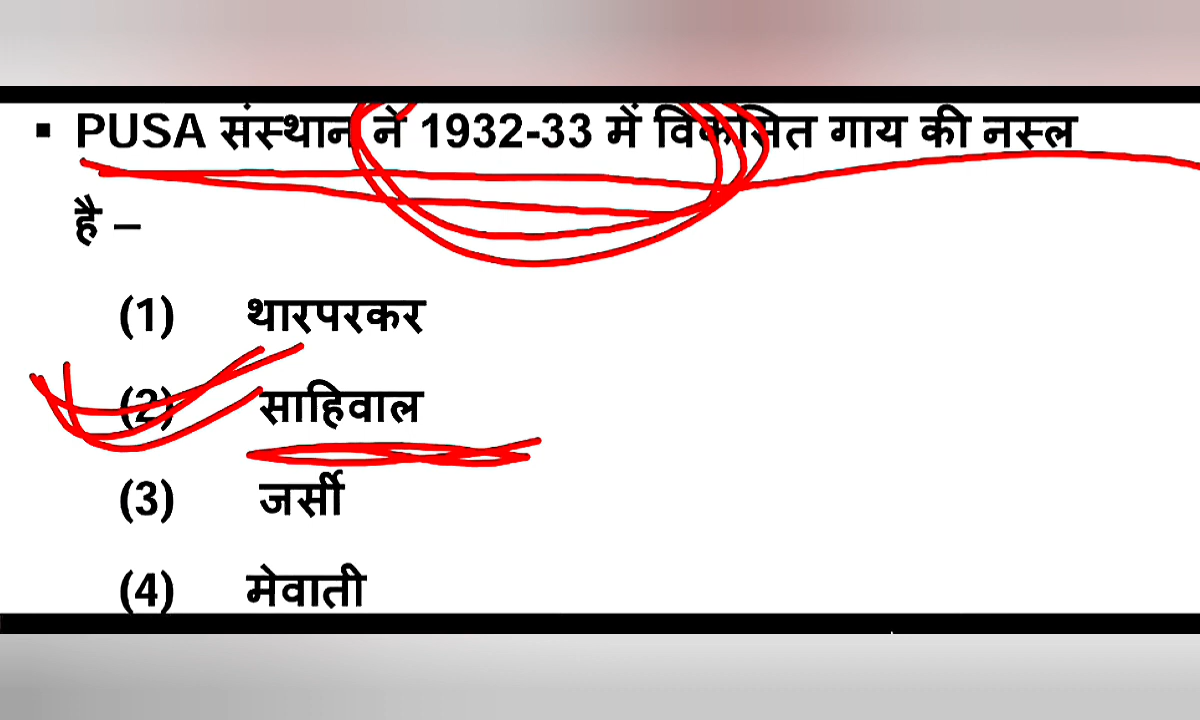 ▪ PUSA संस्थान ने 1932-33 में विकसित गाय की नस्ल
है –
(1) थारपरकर
(2) साहिवाल
(3) जर्सी
(4) मेवाती